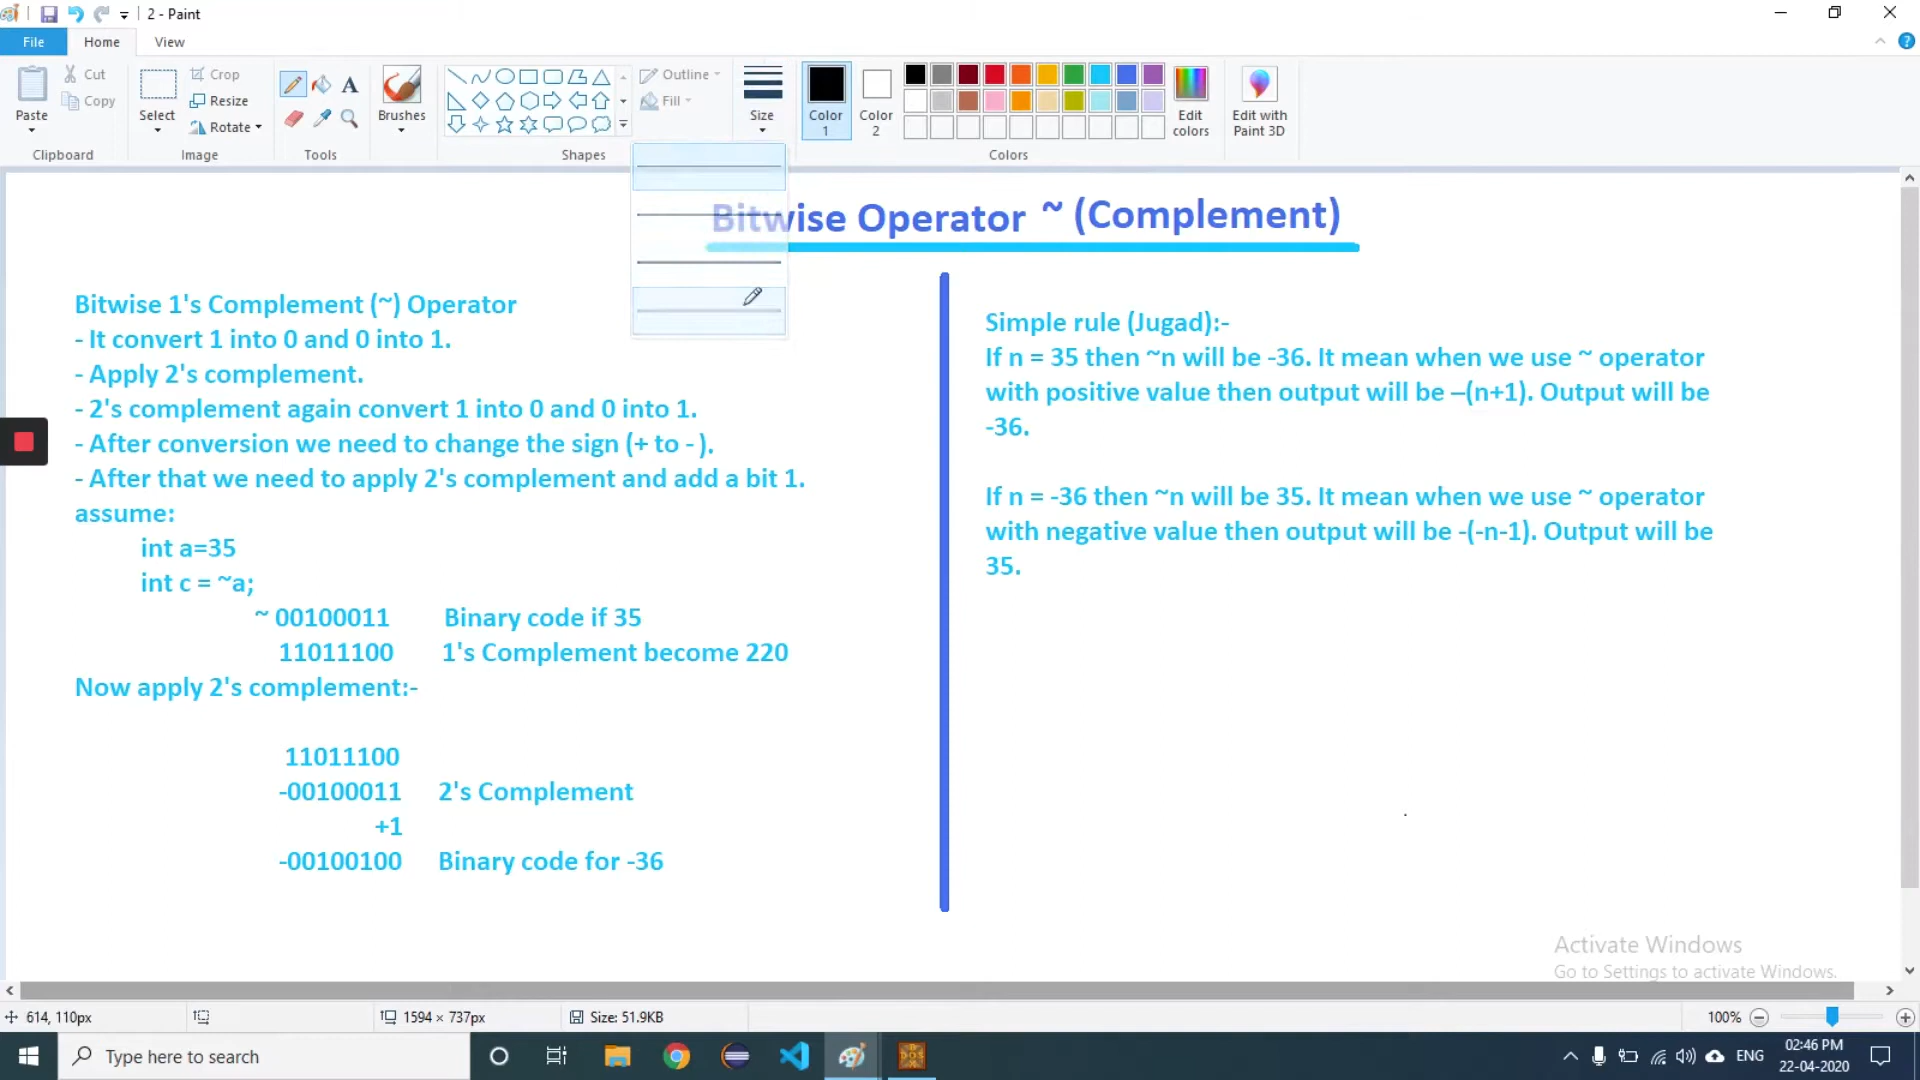 2 - Paint
File Home View
Paste Cut Copy Clipboard
Select Crop Resize Rotate Image
Tools
Brushes
Shapes
Outline
Fill
Size
Color 1
Color 2
Edit colors
Colors
Edit with Paint 3D
Bitwise Operator ~ (Complement)
Bitwise 1's Complement (~) Operator
- It convert 1 into 0 and 0 into 1.
- Apply 2's complement.
- 2's complement again convert 1 into 0 and 0 into 1.
- After conversion we need to change the sign (+ to - ).
- After that we need to apply 2's complement and add a bit 1.
assume:
int a=35
int c = ~a;
~ 00100011 Binary code if 35
11011100 1's Complement become 220
Now apply 2's complement:-
11011100
-00100011 2's Complement
+1
-00100100 Binary code for -36
Simple rule (Jugad):-
If n = 35 then ~n will be -36. It mean when we use ~ operator
with positive value then output will be –(n+1). Output will be
-36.
If n = -36 then ~n will be 35. It mean when we use ~ operator
with negative value then output will be -(-n-1). Output will be
35.
Activate Windows
Go to Settings to activate Windows.
614, 110px
1594 × 737px
Size: 51.9KB
100%
Type here to search
DOS
ENG
02:46 PM
22-04-2020